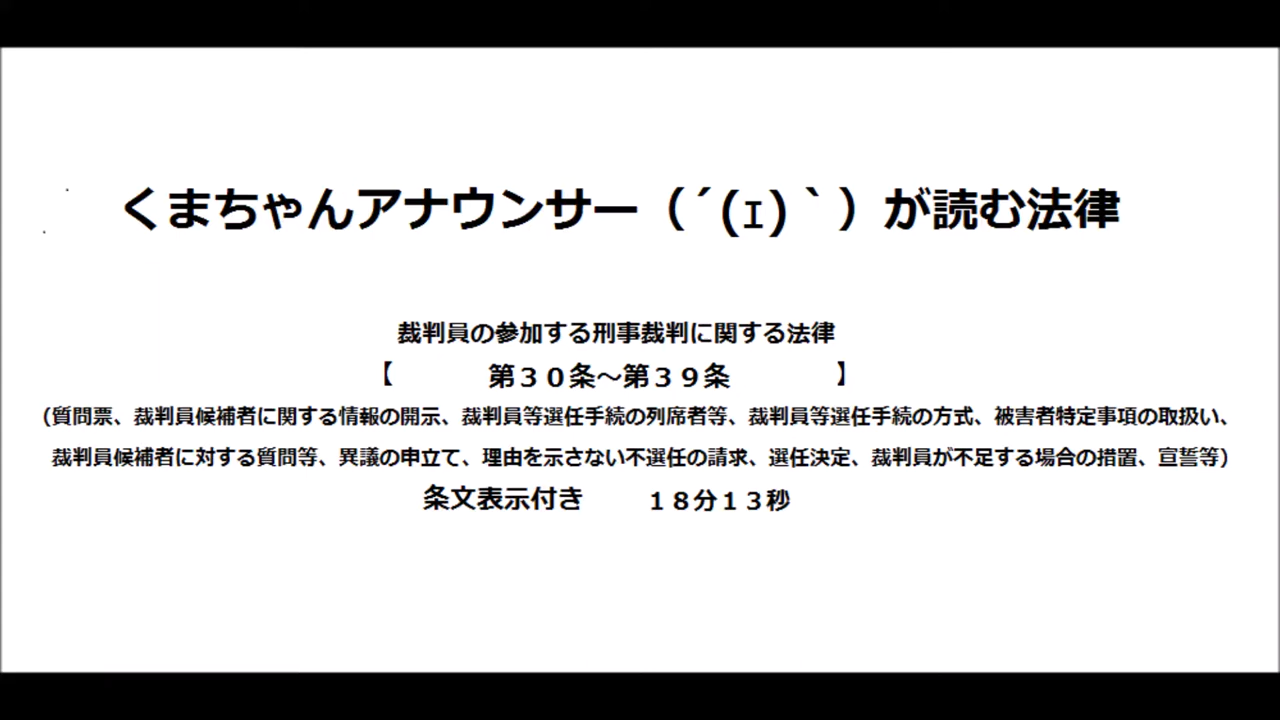 くまちゃんアナウンサー（´(ｪ)｀）が読む法律
裁判員の参加する刑事裁判に関する法律
【　　　第３０条～第３９条　　　】
（質問票、裁判員候補者に関する情報の開示、裁判員等選任手続の列席者等、裁判員等選任手続の方式、被害者特定事項の取扱い、
裁判員候補者に対する質問等、異議の申立て、理由を示さない不選任の請求、選任決定、裁判員が不足する場合の措置、宣誓等）
条文表示付き　　１８分１３秒